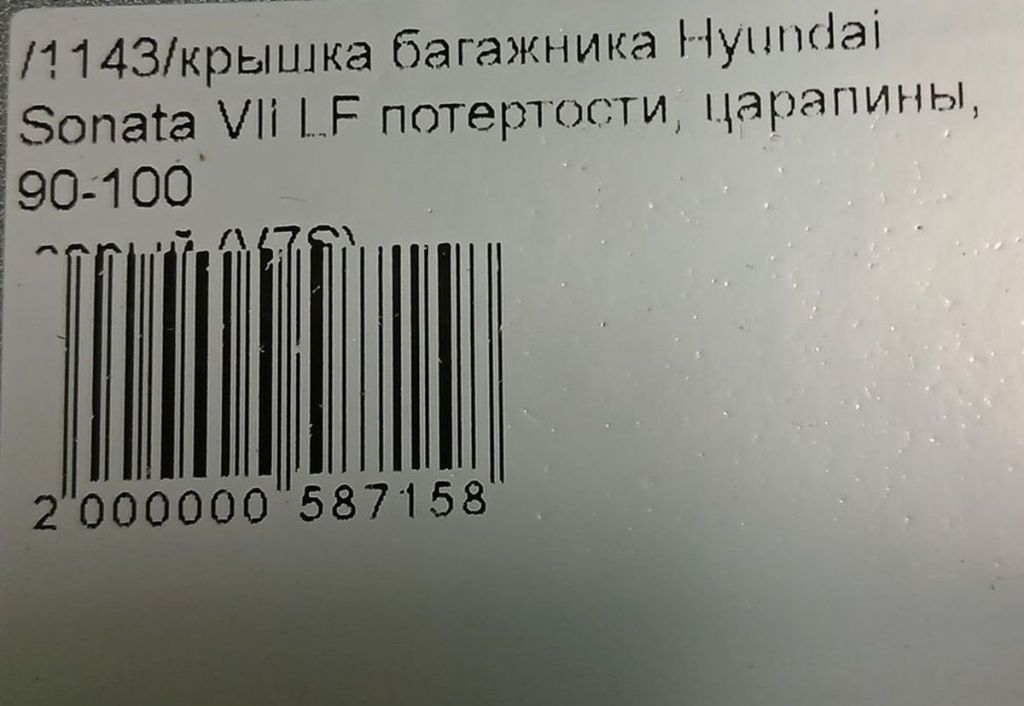 /1143/крышка багажника Hyundai
Sonata VIi LF потертости, царапины,
90-100
2 000000 587158